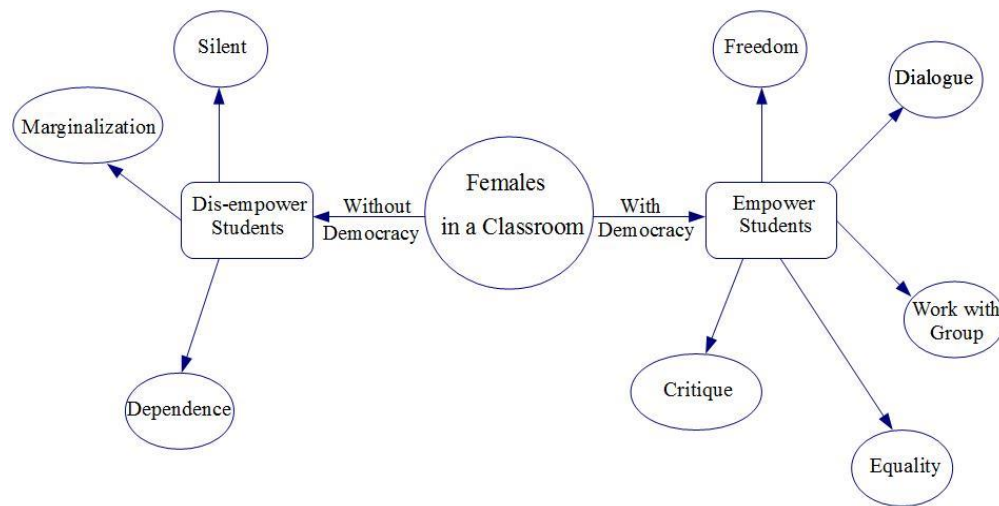 Silent
Marginalization
Dis-empower
Students
Dependence
Without
Democracy
Females
in a Classroom
With
Democracy
Empower
Students
Freedom
Dialogue
Work with
Group
Critique
Equality